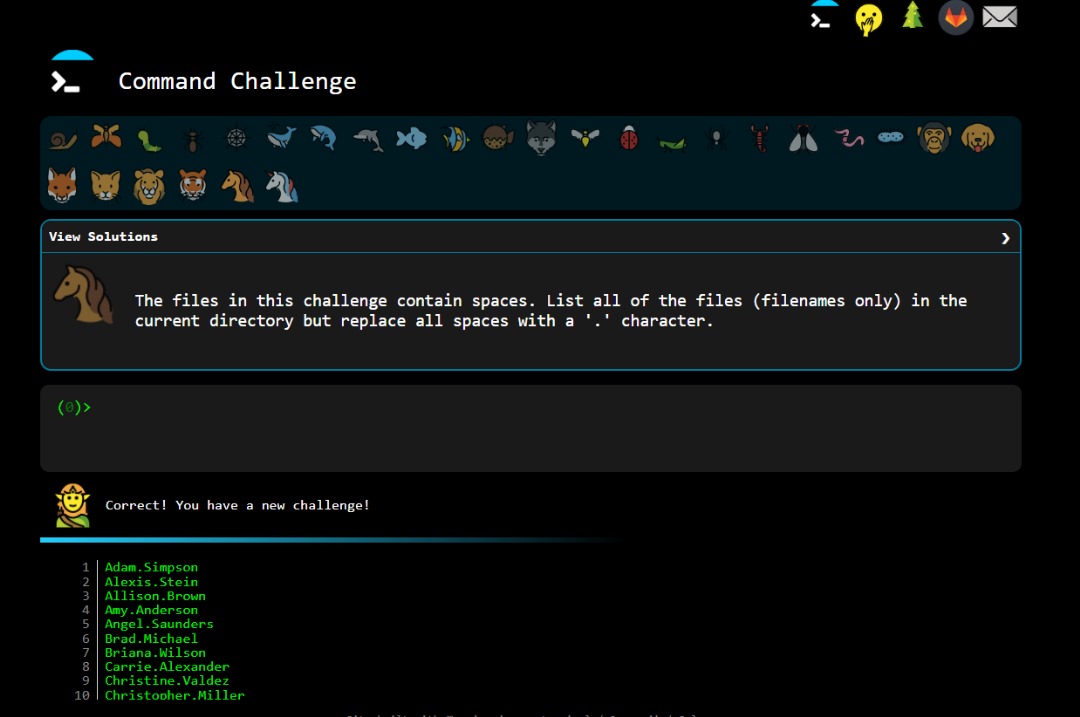 Command Challenge
View Solutions
The files in this challenge contain spaces. List all of the files (filenames only) in the
current directory but replace all spaces with a '.' character.
(0)>
Correct! You have a new challenge!
1 Adam.Simpson
2 Alexis.Stein
3 Allison.Brown
4 Amy.Anderson
5 Angel.Saunders
6 Brad.Michael
7 Briana.Wilson
8 Carrie.Alexander
9 Christine.Valdez
10 Christopher.Miller